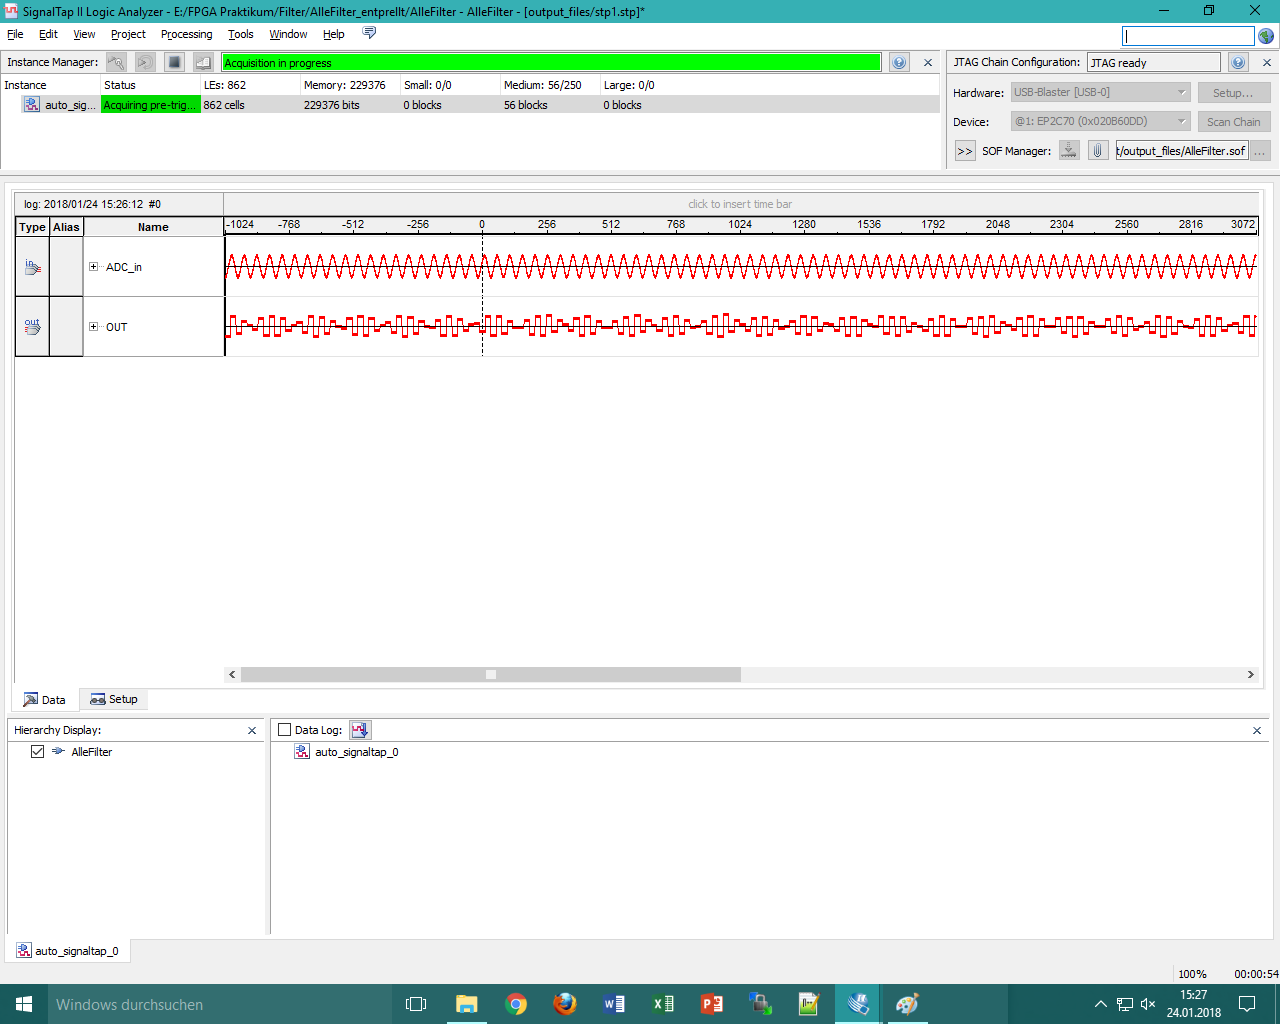 SignalTap II Logic Analyzer - E:/FPGA Praktikum/Filter/AlleFilter_entprellt/AlleFilter - AlleFilter - [output_files/stp1.stp]*
File Edit View Project Processing Tools Window Help
Instance Manager: Acquisition in progress
JTAG Chain Configuration: JTAG ready
Instance Status LEs: 862 Memory: 229376 Small: 0/0 Medium: 56/250 Large: 0/0
auto_sig... Acquiring pre-trig... 862 cells 229376 bits 0 blocks 56 blocks 0 blocks
Hardware: USB-Blaster [USB-0] Setup...
Device: @1: EP2C70 (0x020B60DD) Scan Chain
>> SOF Manager: t/output_files/AlleFilter.sof ...
log: 2018/01/24 15:26:12 #0 click to insert time bar
Type Alias Name -1024 -768 -512 -256 0 256 512 768 1024 1280 1536 1792 2048 2304 2560 2816 3072
in ADC_in
out OUT
Data Setup
Hierarchy Display: Data Log:
AlleFilter auto_signaltap_0
auto_signaltap_0
100% 00:00:54
Windows durchsuchen
15:27
24.01.2018